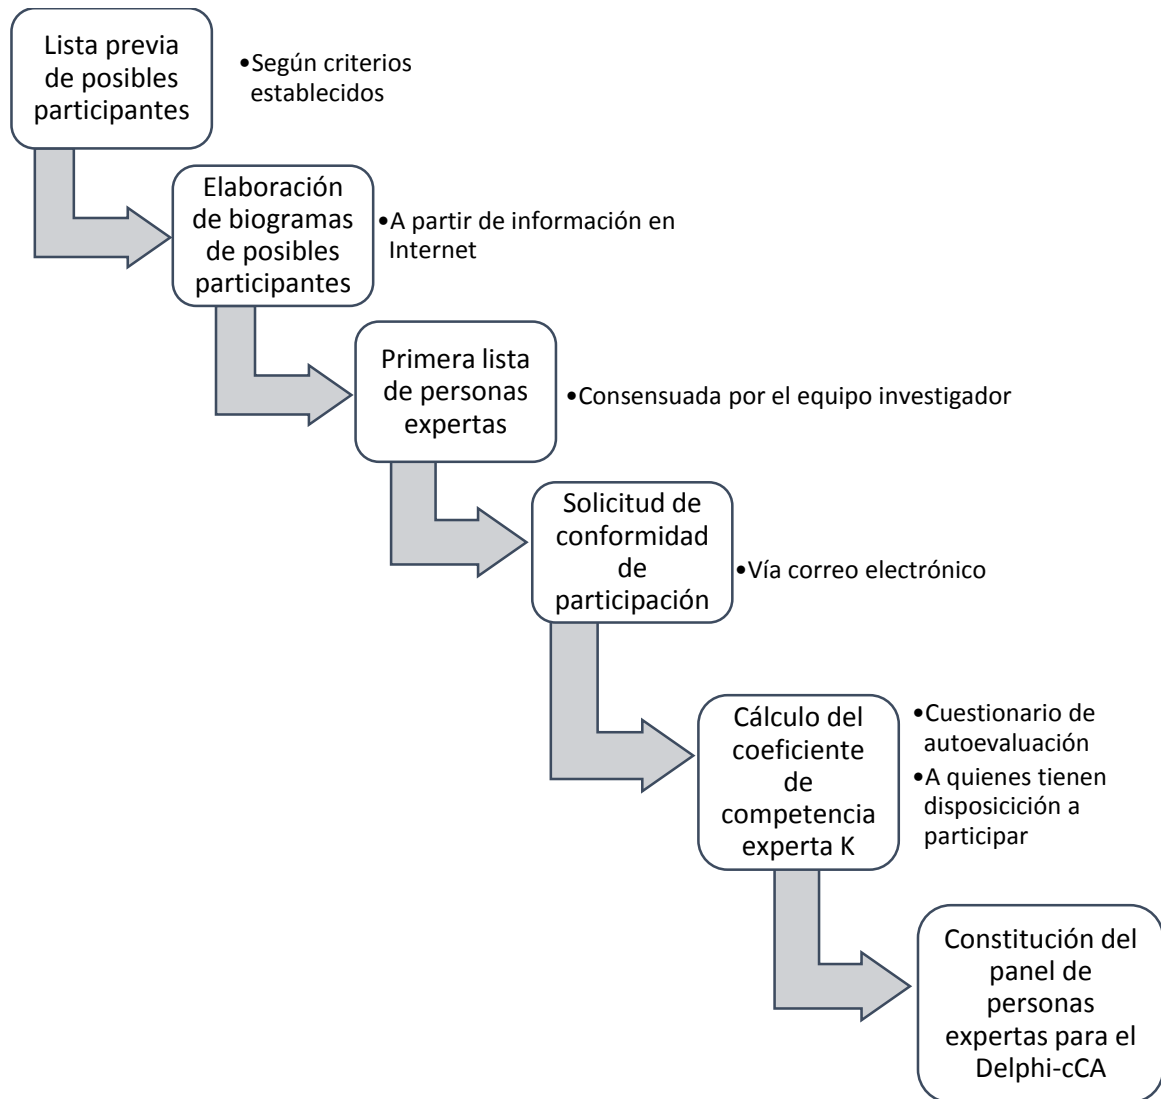 Lista previa
de posibles
participantes
•Según criterios
establecidos
Elaboración
de biogramas
de posibles
participantes
•A partir de información en
Internet
Primera lista
de personas
expertas
•Consensuada por el equipo investigador
Solicitud de
conformidad
de
participación
•Vía correo electrónico
Cálculo del
coeficiente
de
competencia
experta K
•Cuestionario de
autoevaluación
•A quienes tienen
disposicición a
participar
Constitución del
panel de
personas
expertas para el
Delphi-cCA